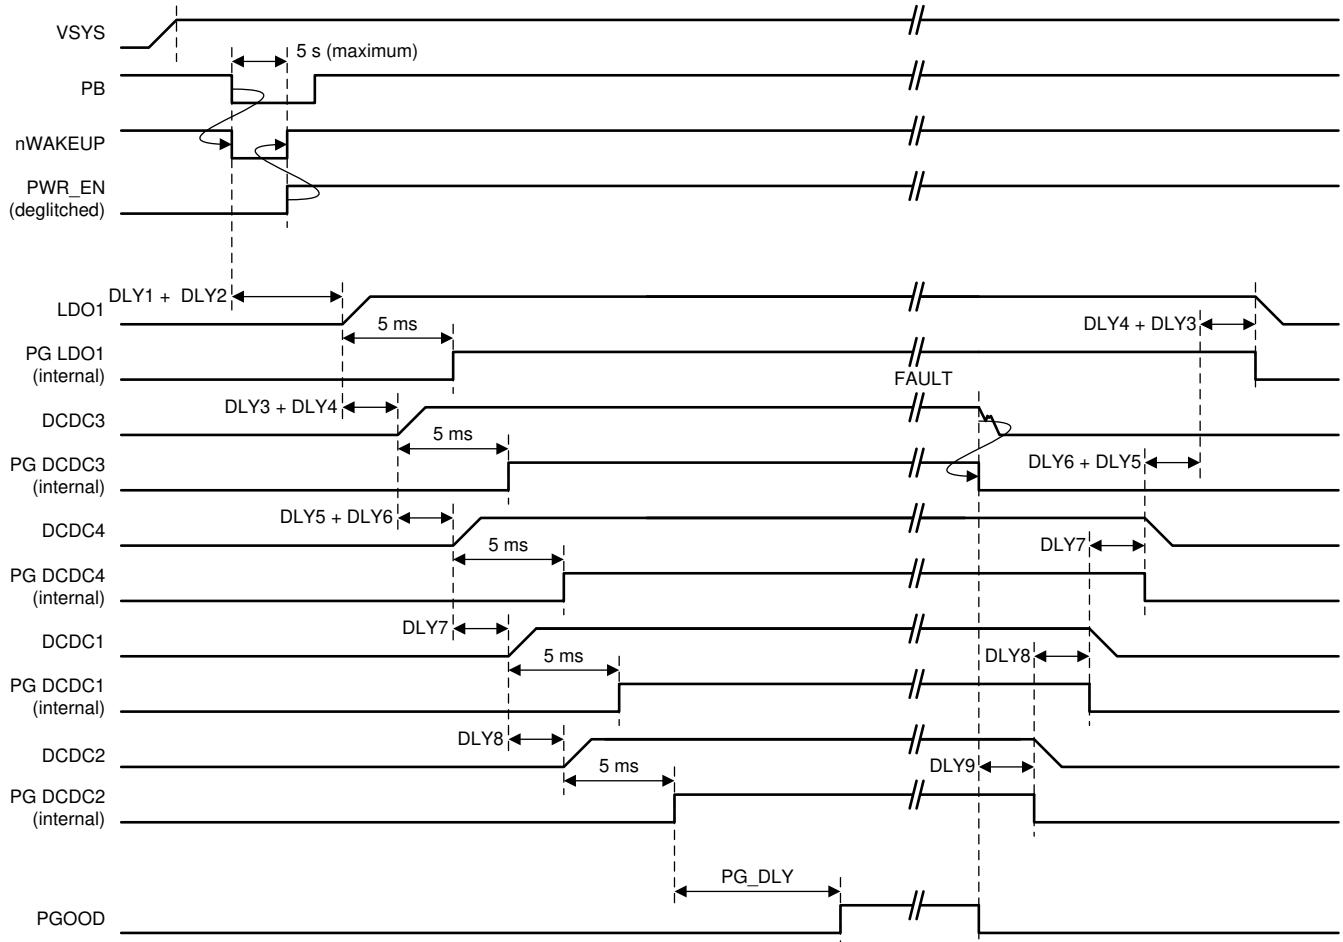 VSYS
5 s (maximum)
PB
nWAKEUP
PWR_EN
(deglitched)
DLY1 + DLY2
LDO1
5 ms
DLY4 + DLY3
PG LDO1
(internal)
FAULT
DLY3 + DLY4
DCDC3
5 ms
PG DCDC3
(internal)
DLY6 + DLY5
DLY5 + DLY6
DCDC4
5 ms
DLY7
PG DCDC4
(internal)
DLY7
DCDC1
5 ms
DLY8
PG DCDC1
(internal)
DLY8
DCDC2
5 ms
DLY9
PG DCDC2
(internal)
PG_DLY
PGOOD